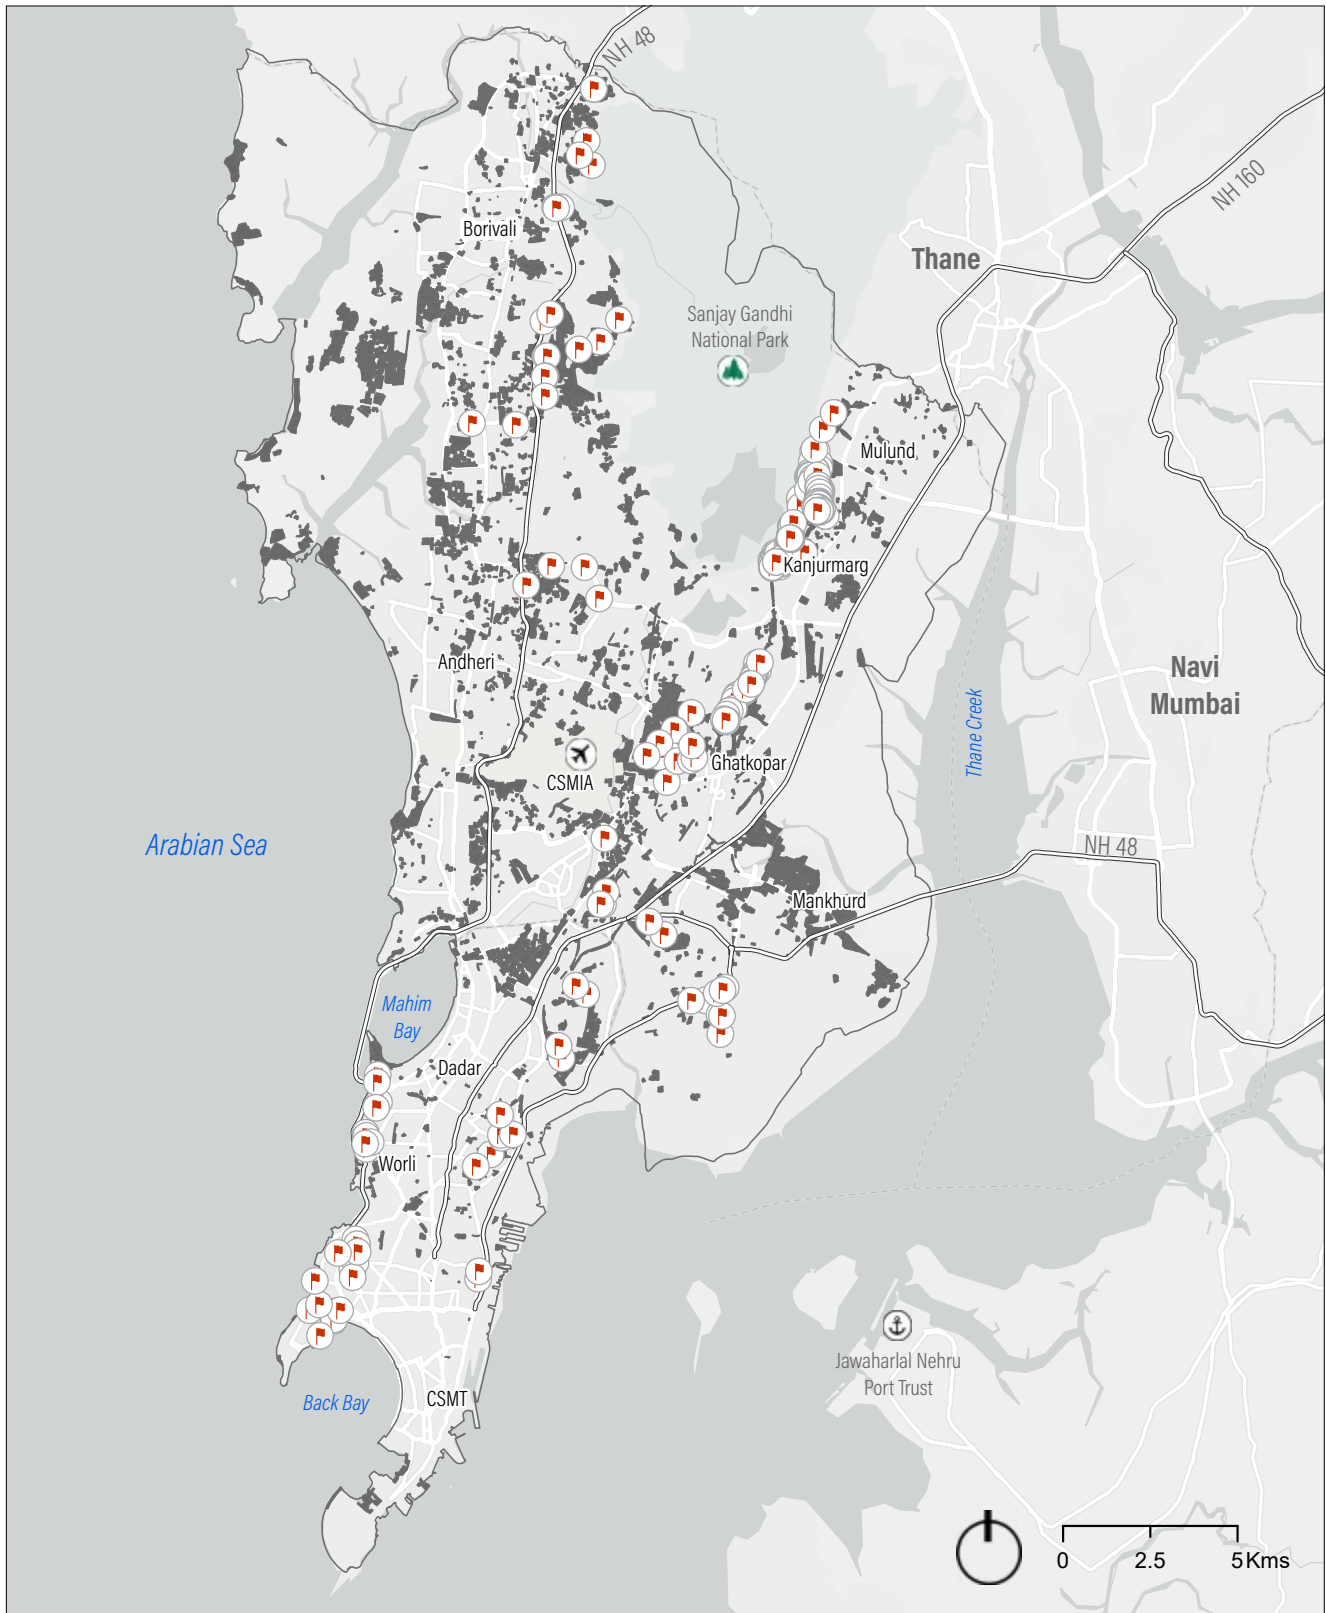 NH 48
NH 160
Borivali
Thane
Sanjay Gandhi
National Park
Mulund
Kanjurmarg
Andheri
Navi
Mumbai
Thane Creek
Ghatkopar
CSMIA
Arabian Sea
NH 48
Mankhurd
Mahim
Bay
Dadar
Worli
Jawaharlal Nehru
Port Trust
Back Bay
CSMT
0 2.5 5Kms